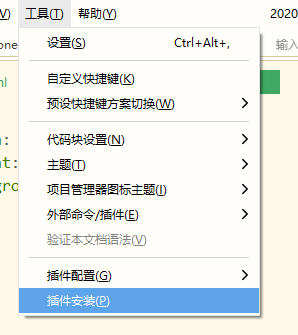 V) 工具(T) 帮助(Y) 2020
one 设置(S) Ctrl+Alt+, 输入
自定义快捷键(K)
ml
预设快捷键方案切换(W)
代码块设置(N)
主题(T)
项目管理器图标主题(I)
外部命令/插件(E)
验证本文档语法(V)
插件配置(G)
插件安装(P)